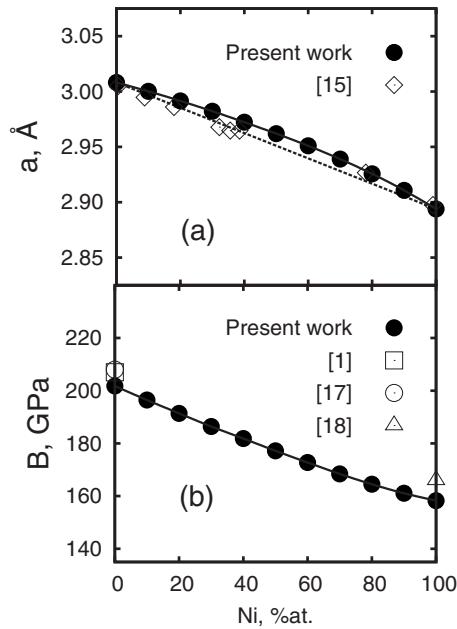 3.05
3.00
2.95
2.90
2.85
a, Å
Present work
[15]
(a)
220
200
180
160
140
B, GPa
Present work
[1]
[17]
[18]
(b)
0 20 40 60 80 100
Ni, %at.